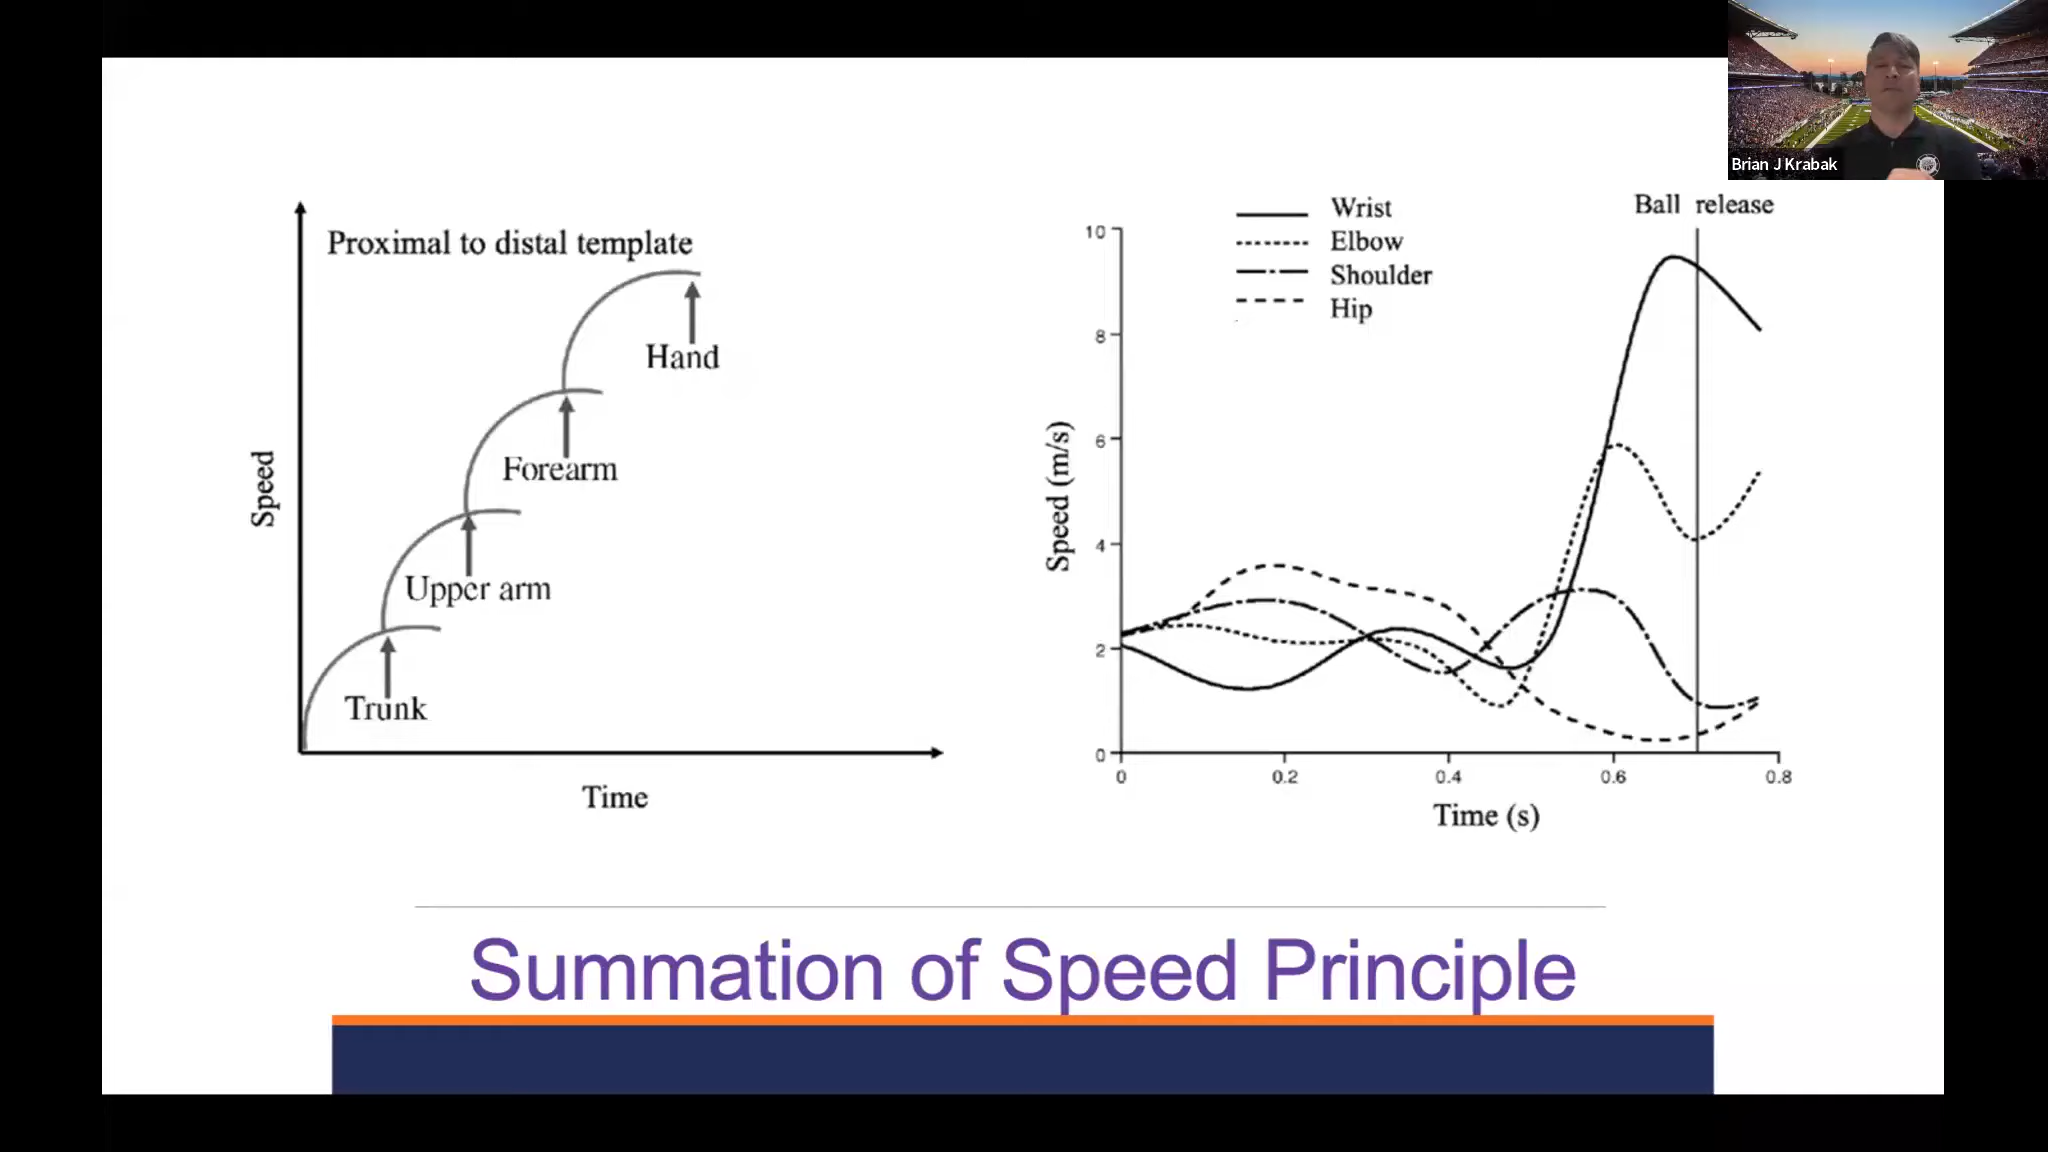 Brian J Krabak
Proximal to distal template
Hand
Forearm
Upper arm
Trunk
Speed
Time
Wrist
Elbow
Shoulder
Hip
Ball release
10
8
6
4
2
0
Speed (m/s)
0 0.2 0.4 0.6 0.8
Time (s)
Summation of Speed Principle